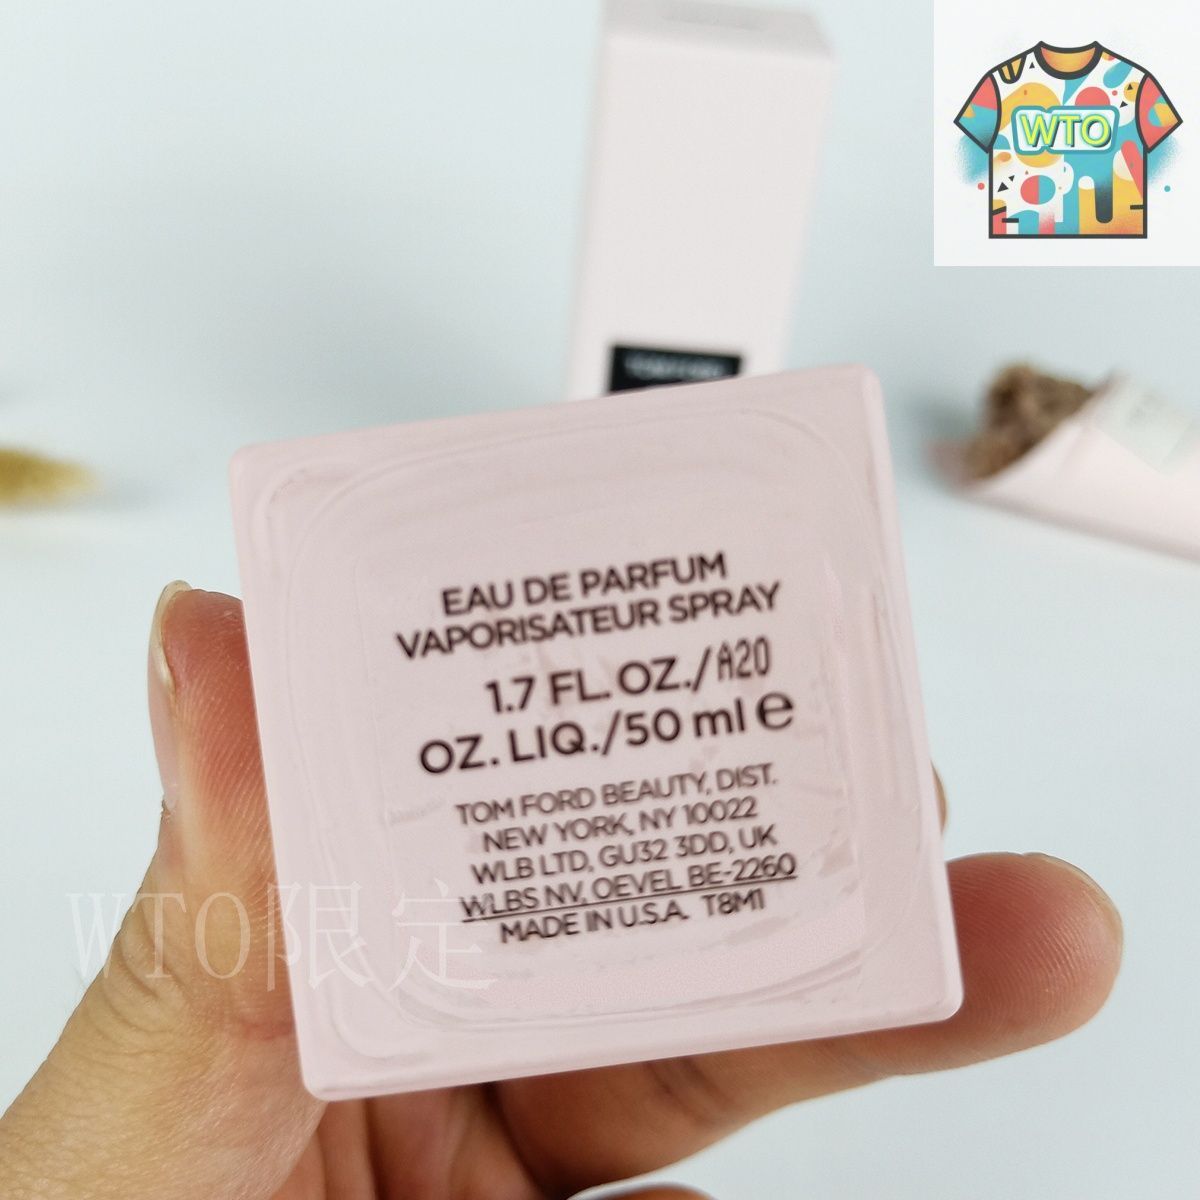 WTO
EAU DE PARFUM
VAPORISATEUR SPRAY
1.7 FL. OZ./A20
OZ. LIQ./50 ml e
TOM FORD BEAUTY, DIST.
NEW YORK, NY 10022
WLB LTD, GU32 3DD, UK
WLBS NV, OEVEL BE-2260
MADE IN U.S.A. T8M1
WTO限定